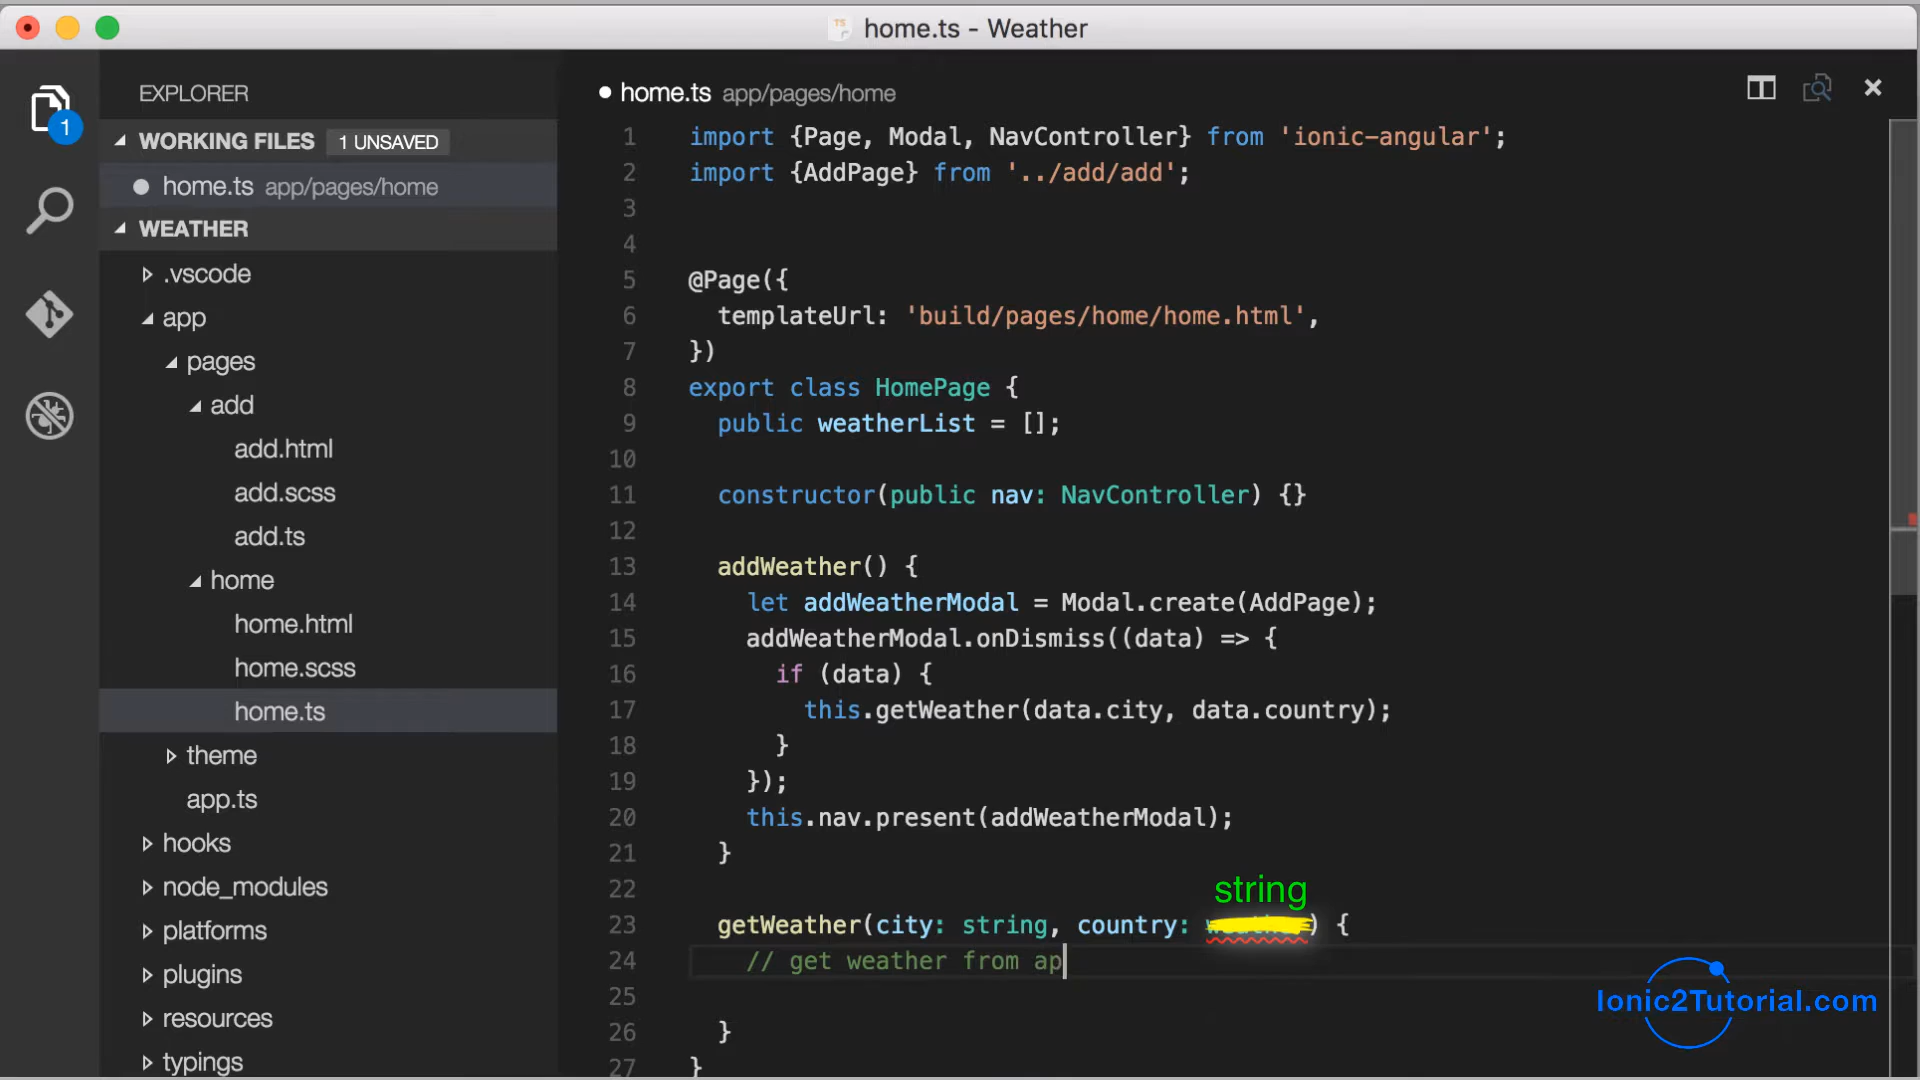 home.ts - Weather
EXPLORER
WORKING FILES 1 UNSAVED
home.ts app/pages/home
WEATHER
.vscode
app
pages
add
add.html
add.scss
add.ts
home
home.html
home.scss
home.ts
theme
app.ts
hooks
node_modules
platforms
plugins
resources
typings
1
home.ts app/pages/home
1 import {Page, Modal, NavController} from 'ionic-angular';
2 import {AddPage} from '../add/add';
3
4
5 @Page({
6 templateUrl: 'build/pages/home/home.html',
7 })
8 export class HomePage {
9 public weatherList = [];
10
11 constructor(public nav: NavController) {}
12
13 addWeather() {
14 let addWeatherModal = Modal.create(AddPage);
15 addWeatherModal.onDismiss((data) => {
16 if (data) {
17 this.getWeather(data.city, data.country);
18 }
19 });
20 this.nav.present(addWeatherModal);
21 }
22
string
23 getWeather(city: string, country: ) {
24 // get weather from ap
25
26 }
27 }
Ionic2Tutorial.com